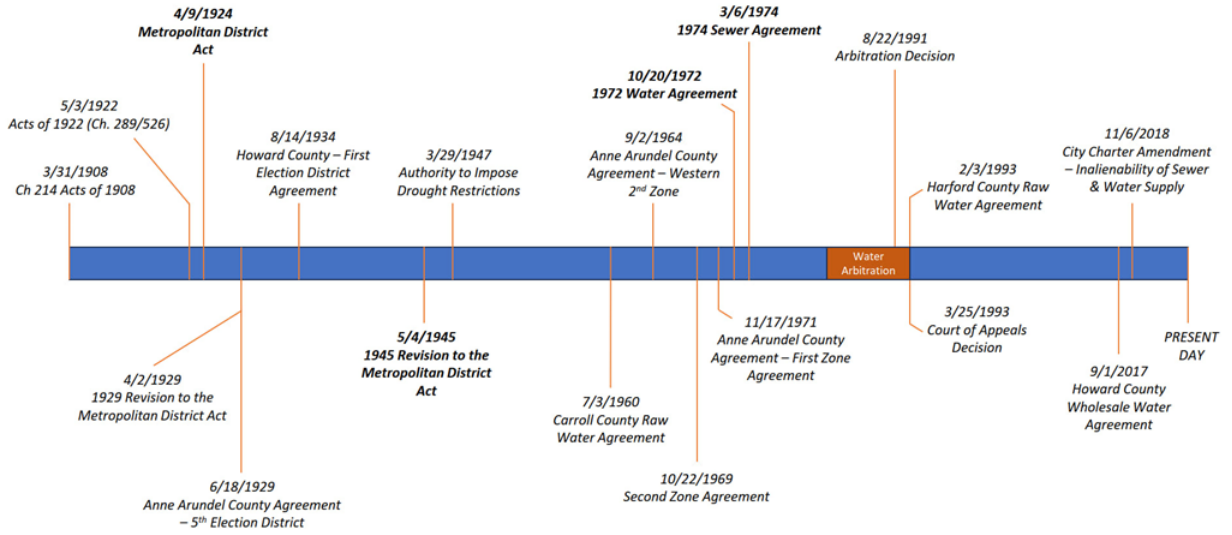 4/9/1924
Metropolitan District
Act
5/3/1922
Acts of 1922 (Ch. 289/526)
3/31/1908
Ch 214 Acts of 1908
8/14/1934
Howard County – First
Election District
Agreement
3/29/1947
Authority to Impose
Drought Restrictions
9/2/1964
Anne Arundel County
Agreement – Western
2nd Zone
10/20/1972
1972 Water Agreement
3/6/1974
1974 Sewer Agreement
8/22/1991
Arbitration Decision
2/3/1993
Harford County Raw
Water Agreement
11/6/2018
City Charter Amendment
– Inalienability of Sewer
& Water Supply
Water
Arbitration
4/2/1929
1929 Revision to the
Metropolitan District Act
6/18/1929
Anne Arundel County Agreement
– 5th Election District
5/4/1945
1945 Revision to the
Metropolitan District
Act
7/3/1960
Carroll County Raw
Water Agreement
10/22/1969
Second Zone Agreement
11/17/1971
Anne Arundel County
Agreement – First Zone
Agreement
3/25/1993
Court of Appeals
Decision
9/1/2017
Howard County
Wholesale Water
Agreement
PRESENT
DAY